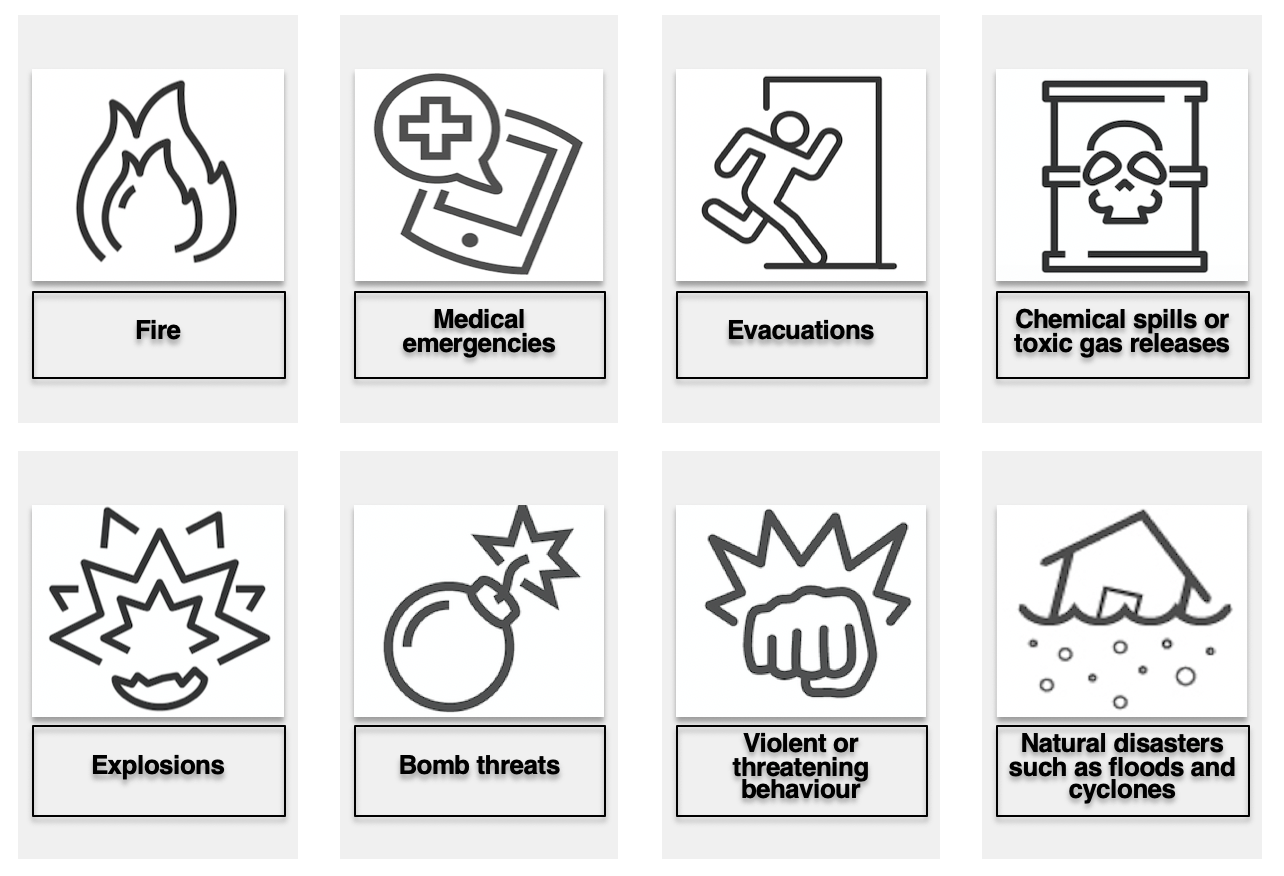 Fire
Medical
emergencies
Evacuations
Chemical spills or
toxic gas releases
Explosions
Bomb threats
Violent or
threatening
behaviour
Natural disasters
such as floods and
cyclones